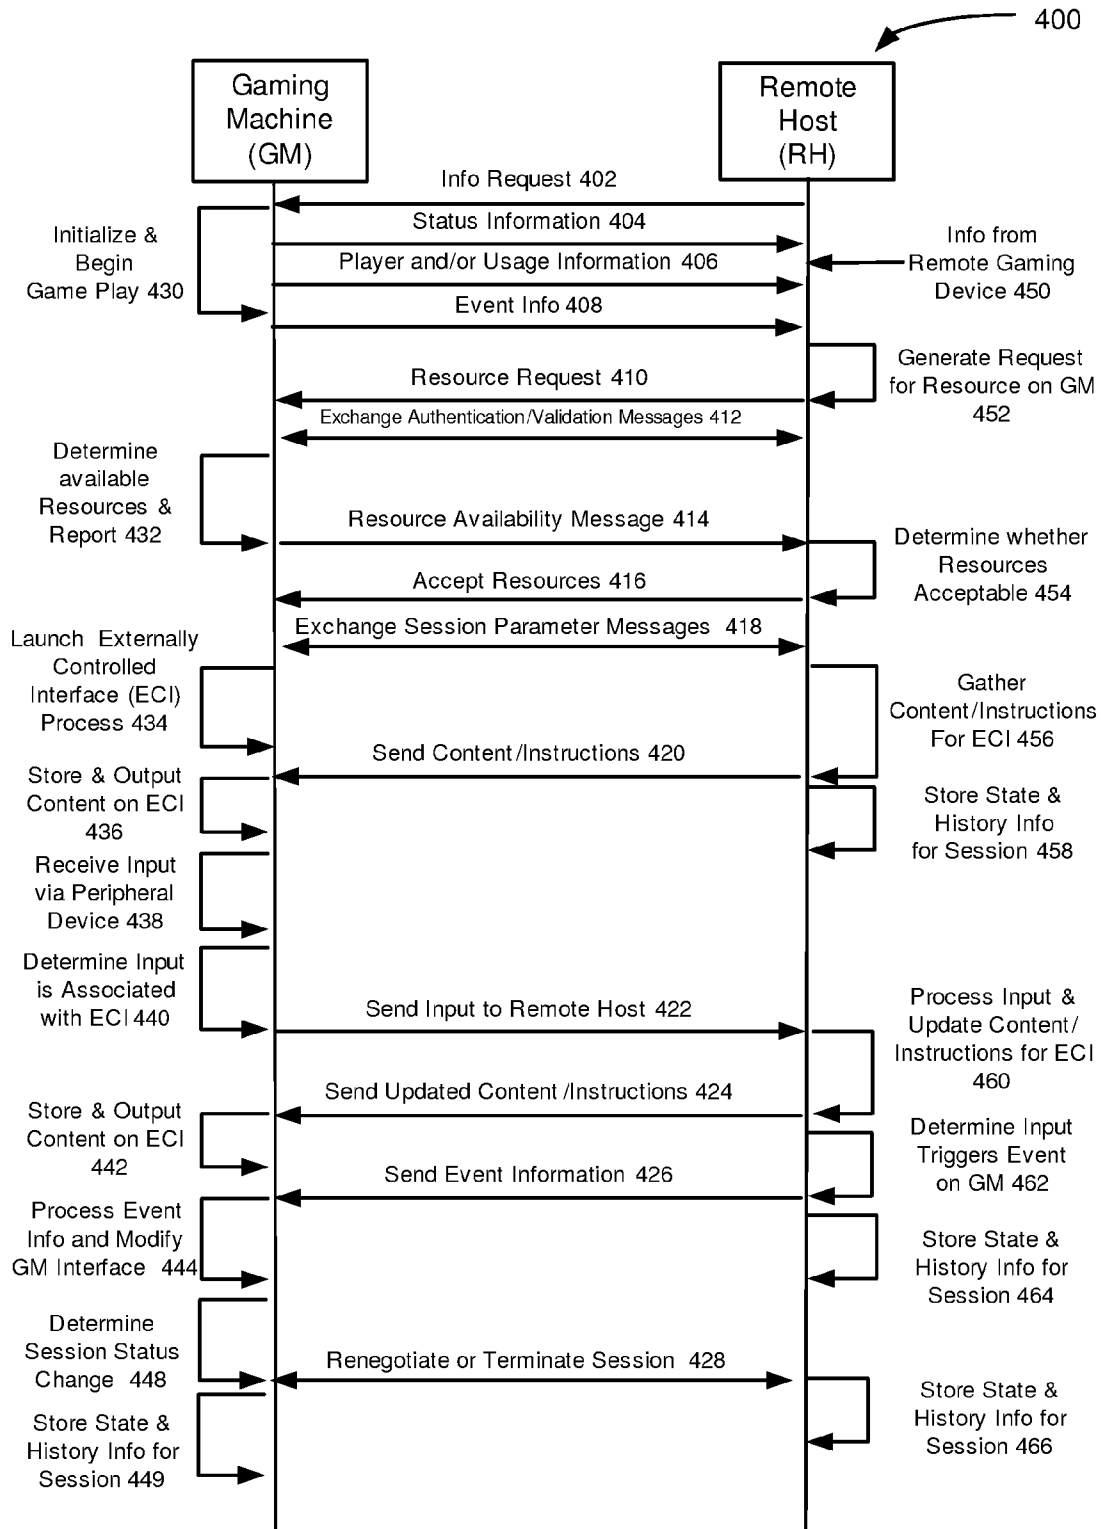 400
Gaming
Machine
(GM)
Remote
Host
(RH)
Info Request 402
Status Information 404
Initialize &
Begin
Game Play 430
Player and/or Usage Information 406
Info from
Remote Gaming
Device 450
Event Info 408
Generate Request
for Resource on GM
452
Resource Request 410
Exchange Authentication/Validation Messages 412
Determine
available
Resources &
Report 432
Resource Availability Message 414
Determine whether
Resources
Acceptable 454
Accept Resources 416
Exchange Session Parameter Messages 418
Launch Externally
Controlled
Interface (ECI)
Process 434
Gather
Content/Instructions
For ECI 456
Send Content/Instructions 420
Store & Output
Content on ECI
436
Store State &
History Info
for Session 458
Receive Input
via Peripheral
Device 438
Determine Input
is Associated
with ECI 440
Send Input to Remote Host 422
Process Input &
Update Content/
Instructions for ECI
460
Send Updated Content/Instructions 424
Store & Output
Content on ECI
442
Determine Input
Triggers Event
on GM 462
Send Event Information 426
Process Event
Info and Modify
GM Interface 444
Store State &
History Info for
Session 464
Determine
Session Status
Change 448
Renegotiate or Terminate Session 428
Store State &
History Info for
Session 449
Store State &
History Info for
Session 466